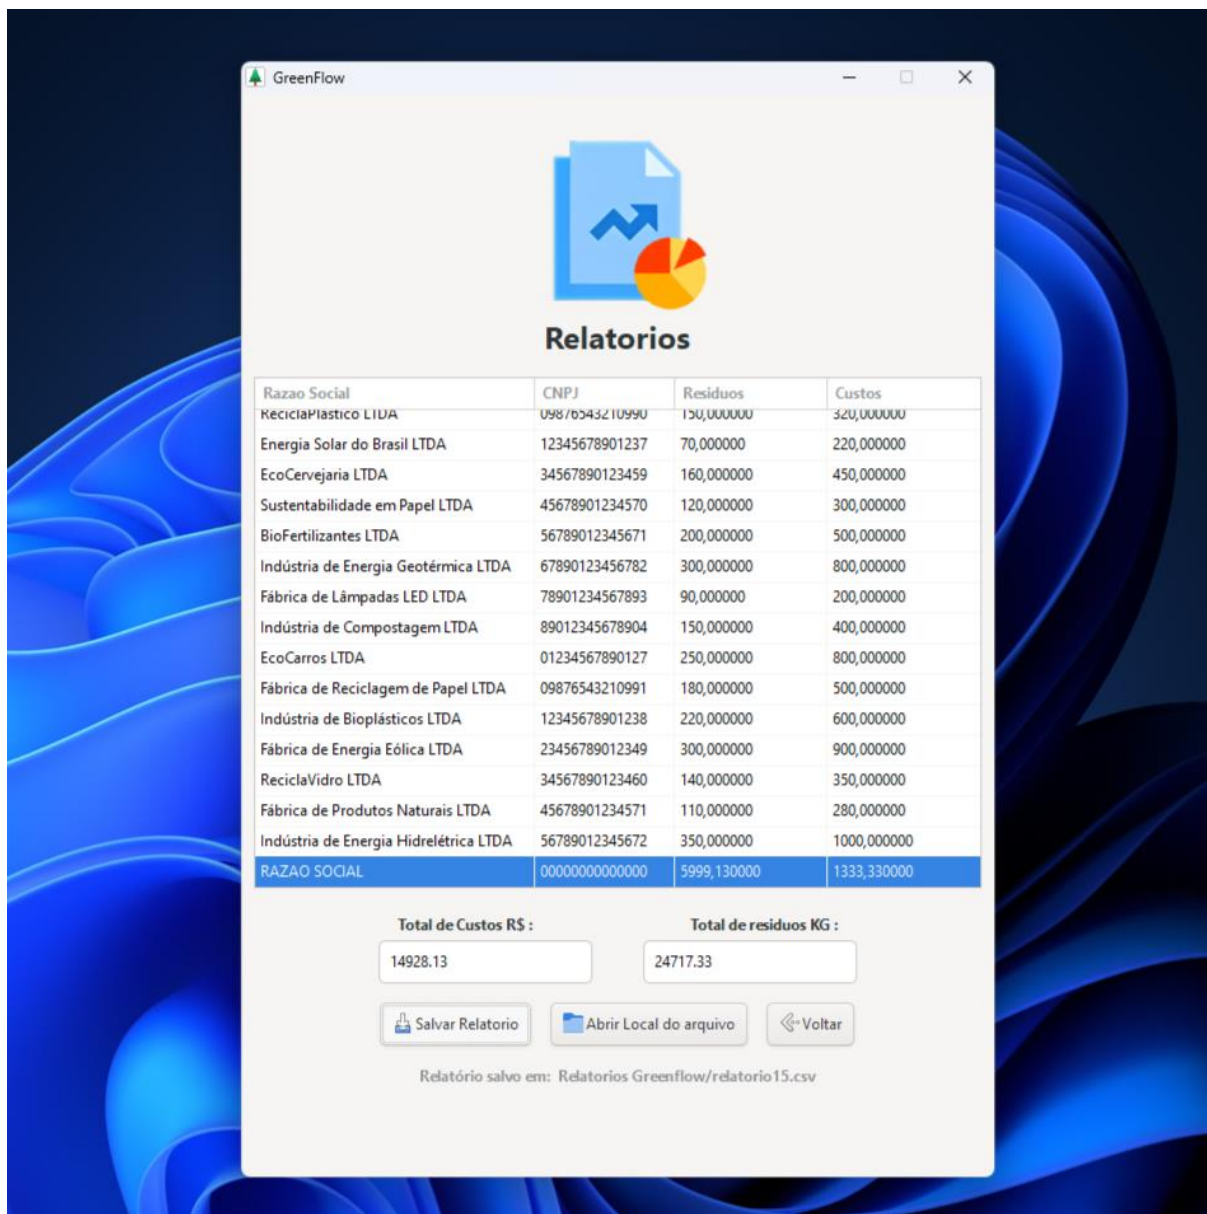 GreenFlow
Relatorios
Razao Social CNPJ Residuos Custos
ReciclaPlastico LTDA 09876543210990 150,000000 320,000000
Energia Solar do Brasil LTDA 12345678901237 70,000000 220,000000
EcoCervejaria LTDA 34567890123459 160,000000 450,000000
Sustentabilidade em Papel LTDA 45678901234570 120,000000 300,000000
BioFertilizantes LTDA 56789012345671 200,000000 500,000000
Indústria de Energia Geotérmica LTDA 67890123456782 300,000000 800,000000
Fábrica de Lâmpadas LED LTDA 78901234567893 90,000000 200,000000
Indústria de Compostagem LTDA 89012345678904 150,000000 400,000000
EcoCarros LTDA 01234567890127 250,000000 800,000000
Fábrica de Reciclagem de Papel LTDA 09876543210991 180,000000 500,000000
Indústria de Bioplásticos LTDA 12345678901238 220,000000 600,000000
Fábrica de Energia Eólica LTDA 23456789012349 300,000000 900,000000
ReciclaVidro LTDA 34567890123460 140,000000 350,000000
Fábrica de Produtos Naturais LTDA 45678901234571 110,000000 280,000000
Indústria de Energia Hidrelétrica LTDA 56789012345672 350,000000 1000,000000
RAZAO SOCIAL 00000000000000 5999,130000 1333,330000
Total de Custos R$ : Total de residuos KG :
14928.13 24717.33
Salvar Relatorio Abrir Local do arquivo Voltar
Relatório salvo em: Relatorios Greenflow/relatorio15.csv